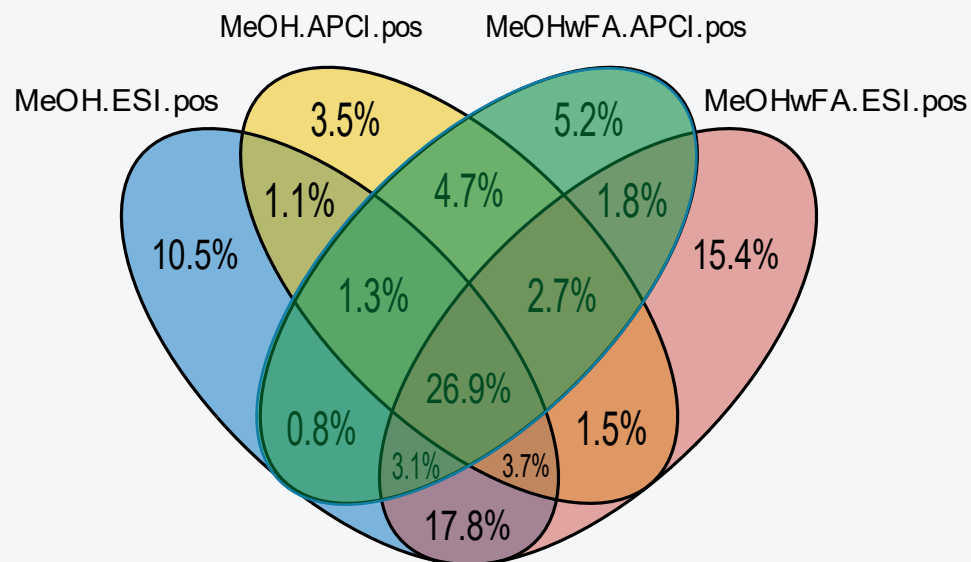 MeOH.APCI.pos MeOHwFA.APCI.pos
MeOH.ESI.pos MeOHwFA.ESI.pos
3.5% 5.2%
1.1% 4.7% 1.8%
10.5% 15.4%
1.3% 2.7%
26.9%
0.8% 1.5%
3.1% 3.7%
17.8%